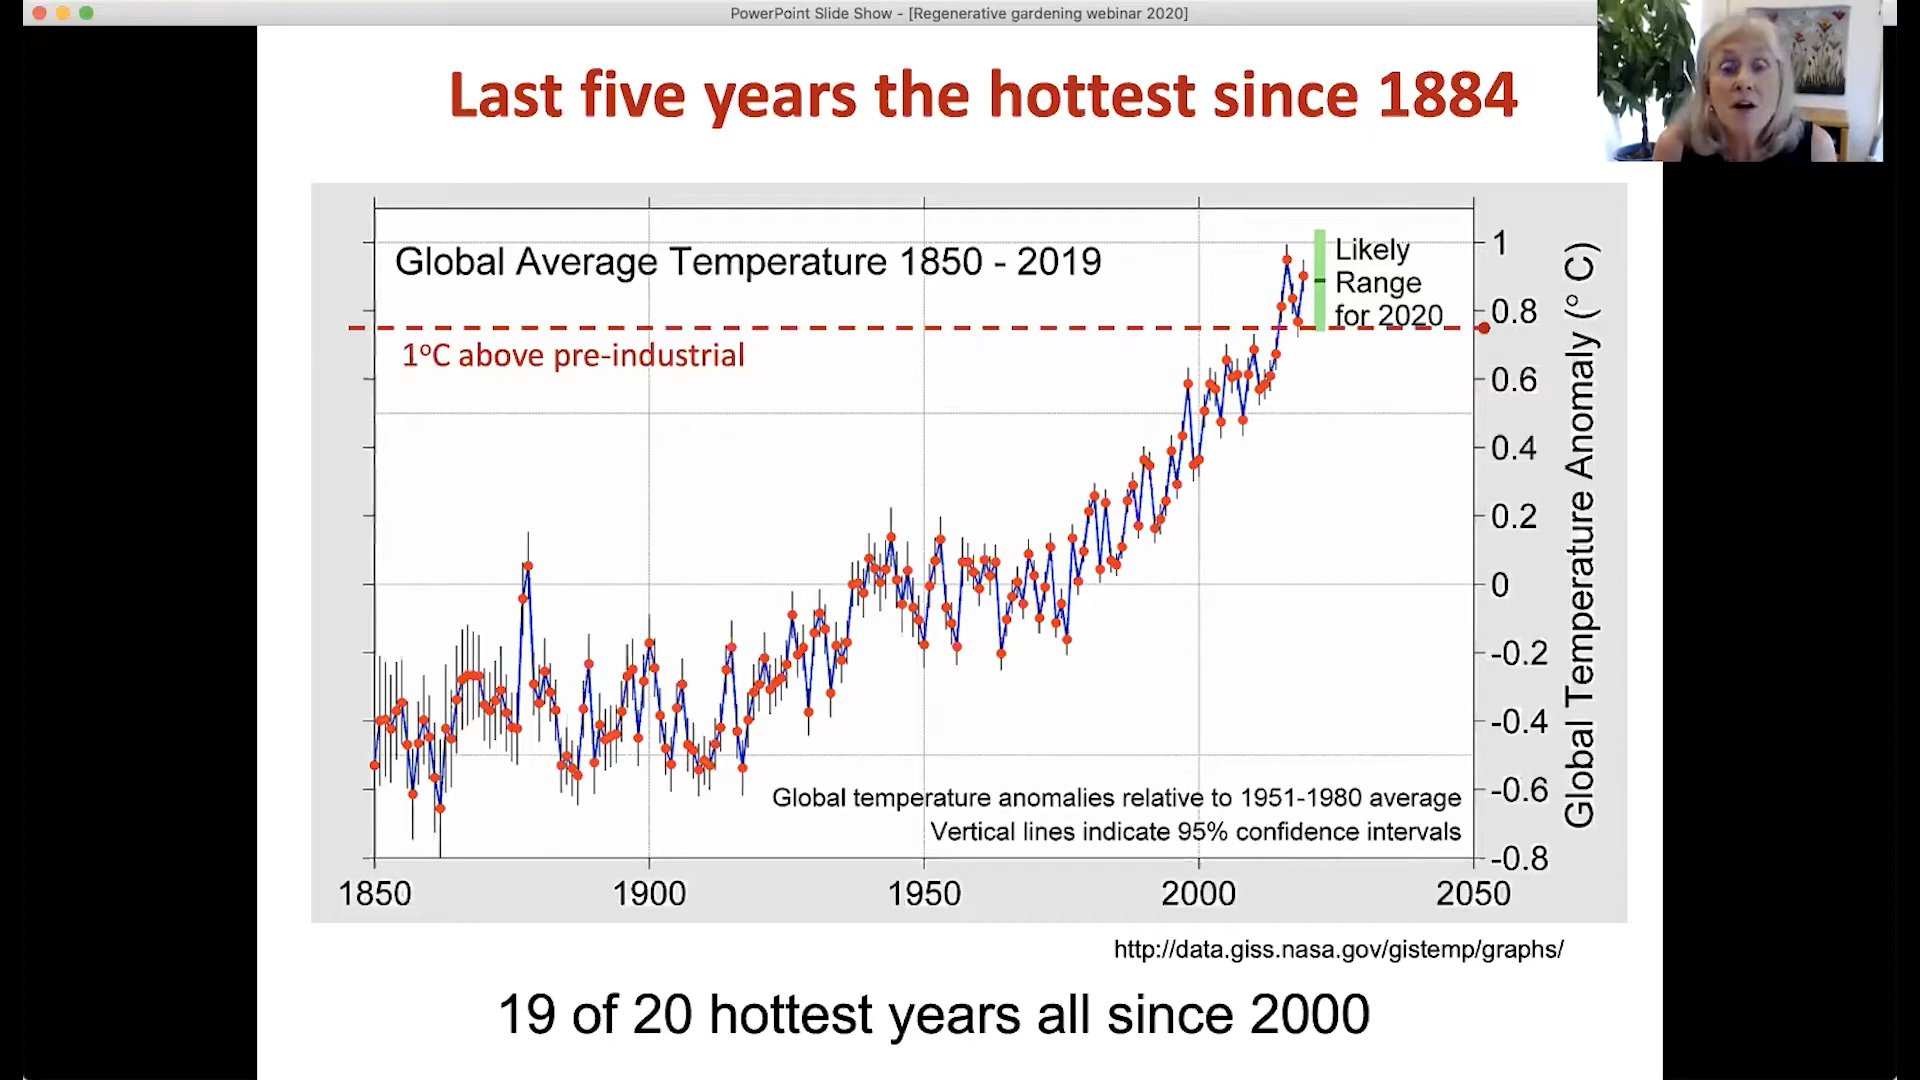 PowerPoint Slide Show - [Regenerative gardening webinar 2020]
Last five years the hottest since 1884
Global Average Temperature 1850 - 2019
Likely
Range
for 2020
1°C above pre-industrial
1
0.8
0.6
0.4
0.2
0
-0.2
-0.4
-0.6
-0.8
Global Temperature Anomaly (° C)
Global temperature anomalies relative to 1951-1980 average
Vertical lines indicate 95% confidence intervals
1850 1900 1950 2000 2050
http://data.giss.nasa.gov/gistemp/graphs/
19 of 20 hottest years all since 2000